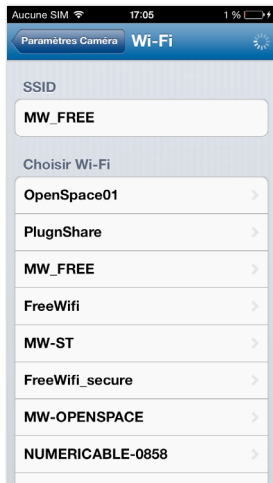 Aucune SIM 17:05 1 %
Paramètres Caméra Wi-Fi
SSID
MW_FREE
Choisir Wi-Fi
OpenSpace01
PlugnShare
MW_FREE
FreeWifi
MW-ST
FreeWifi_secure
MW-OPENSPACE
NUMERICABLE-0858